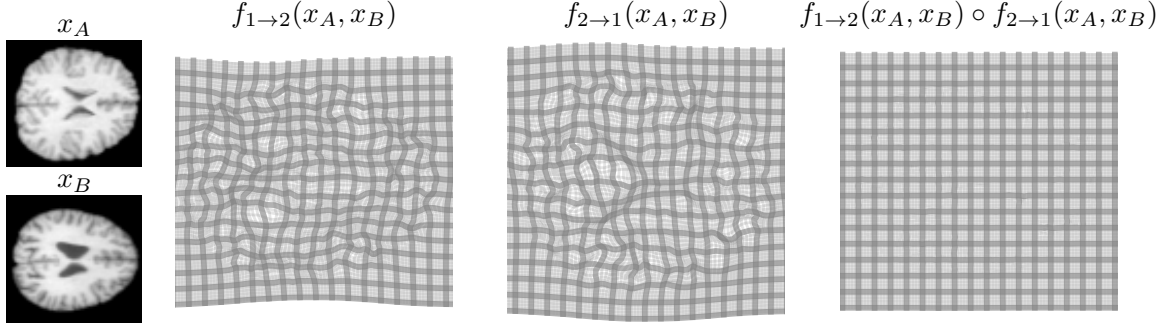 x_A
f_{1→2}(x_A, x_B)
f_{2→1}(x_A, x_B)
f_{1→2}(x_A, x_B) ∘ f_{2→1}(x_A, x_B)
x_B